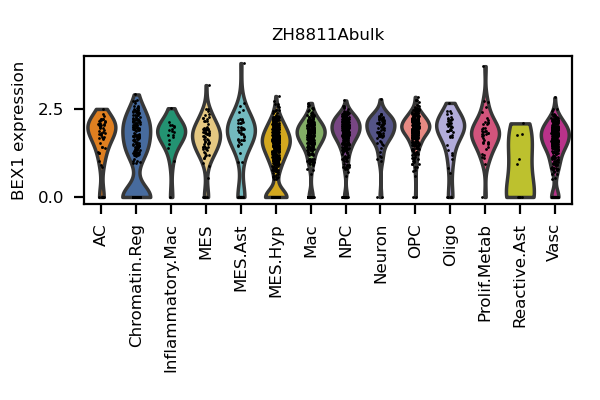 ZH8811Abulk
BEX1 expression
2.5
0.0
AC
Chromatin.Reg
Inflammatory.Mac
MES
MES.Ast
MES.Hyp
Mac
NPC
Neuron
OPC
Oligo
Prolif.Metab
Reactive.Ast
Vasc